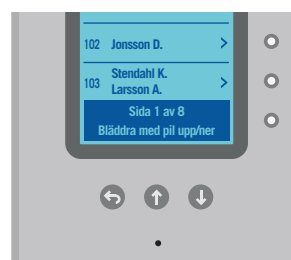 102 Jonsson D. >
103 Stendahl K.
Larsson A. >
Sida 1 av 8
Bläddra med pil upp/ner